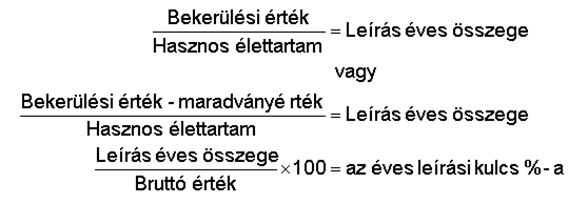 Bekerülési érték
Hasznos élettartam = Leírás éves összege
vagy
Bekerülési érték - maradványé rték
Hasznos élettartam = Leírás éves összege
Leírás éves összege
Bruttó érték ×100 = az éves leírási kulcs %- a